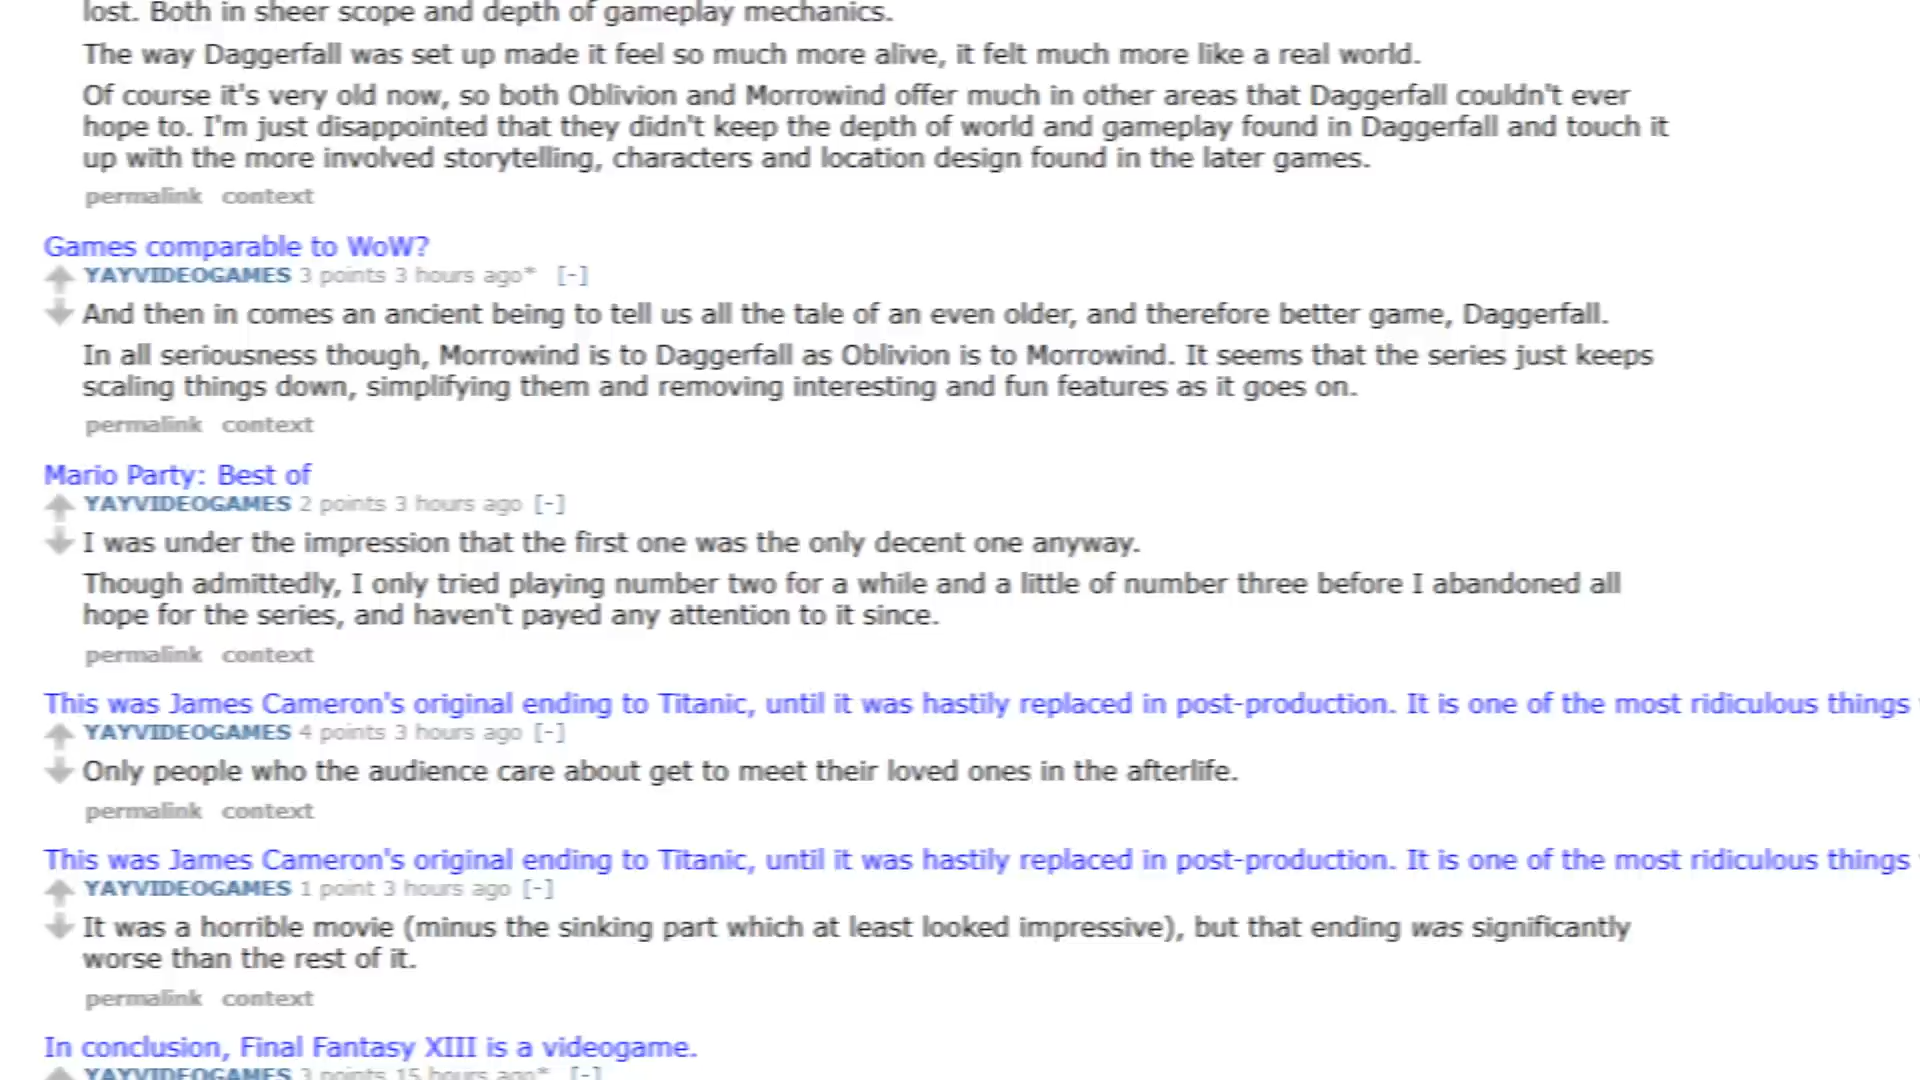 lost. Both in sheer scope and depth of gameplay mechanics.
The way Daggerfall was set up made it feel so much more alive, it felt much more like a real world.
Of course it's very old now, so both Oblivion and Morrowind offer much in other areas that Daggerfall couldn't ever
hope to. I'm just disappointed that they didn't keep the depth of world and gameplay found in Daggerfall and touch it
up with the more involved storytelling, characters and location design found in the later games.
permalink context
Games comparable to WoW?
YAYVIDEOGAMES 3 points 3 hours ago* [-]
And then in comes an ancient being to tell us all the tale of an even older, and therefore better game, Daggerfall.
In all seriousness though, Morrowind is to Daggerfall as Oblivion is to Morrowind. It seems that the series just keeps
scaling things down, simplifying them and removing interesting and fun features as it goes on.
permalink context
Mario Party: Best of
YAYVIDEOGAMES 2 points 3 hours ago [-]
I was under the impression that the first one was the only decent one anyway.
Though admittedly, I only tried playing number two for a while and a little of number three before I abandoned all
hope for the series, and haven't payed any attention to it since.
permalink context
This was James Cameron's original ending to Titanic, until it was hastily replaced in post-production. It is one of the most ridiculous things
YAYVIDEOGAMES 4 points 3 hours ago [-]
Only people who the audience care about get to meet their loved ones in the afterlife.
permalink context
This was James Cameron's original ending to Titanic, until it was hastily replaced in post-production. It is one of the most ridiculous things
YAYVIDEOGAMES 1 point 3 hours ago [-]
It was a horrible movie (minus the sinking part which at least looked impressive), but that ending was significantly
worse than the rest of it.
permalink context
In conclusion, Final Fantasy XIII is a videogame.
YAYVIDEOGAMES 3 points 15 hours ago* [-]